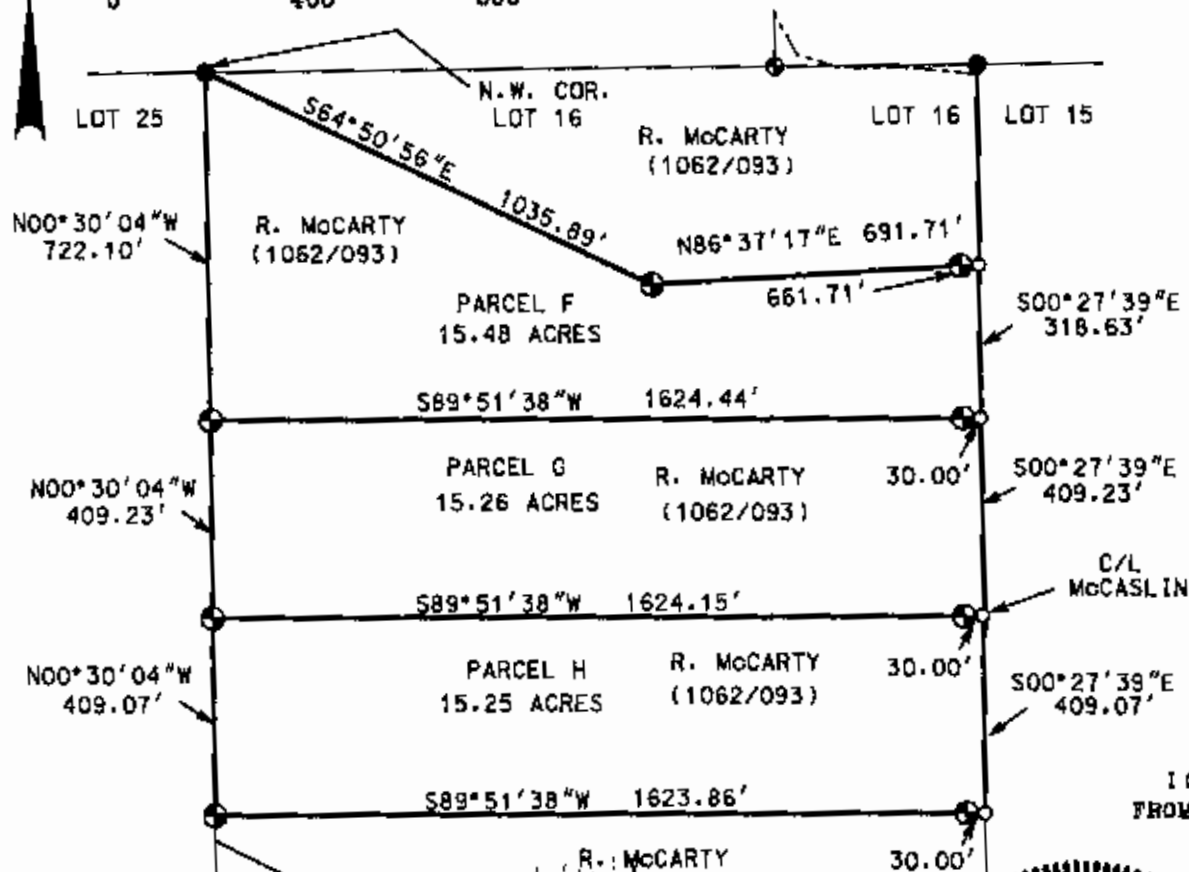 0 400 800
N.W. COR.
LOT 16
LOT 25
S64°50'56"E 1035.89'
R. McCARTY
(1062/093)
LOT 16
LOT 15
N00°30'04"W
722.10'
R. McCARTY
(1062/093)
N86°37'17"E 691.71'
661.71'
PARCEL F
15.48 ACRES
S00°27'39"E
318.63'
S89°51'38"W 1624.44'
N00°30'04"W
409.23'
PARCEL G
15.26 ACRES
R. McCARTY
(1062/093)
30.00'
S00°27'39"E
409.23'
C/L
McCASLIN
S89°51'38"W 1624.15'
N00°30'04"W
409.07'
PARCEL H
15.25 ACRES
R. McCARTY
(1062/093)
30.00'
S00°27'39"E
409.07'
S89°51'38"W 1623.86'
FROM
R. McCARTY
30.00'